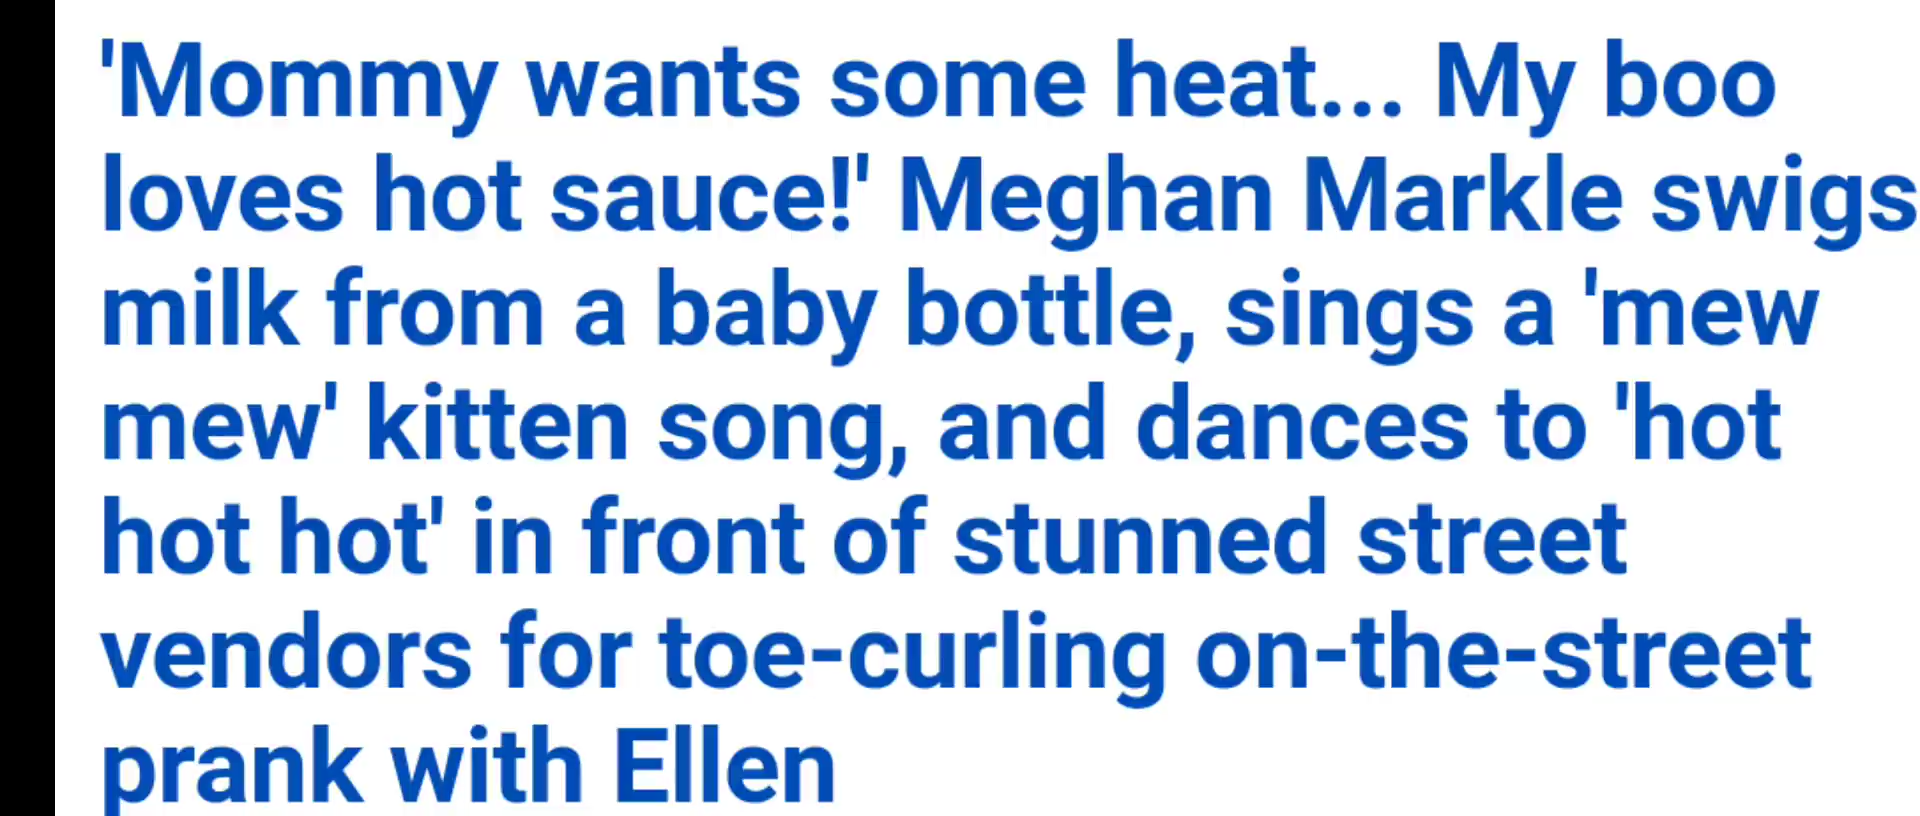 'Mommy wants some heat... My boo
loves hot sauce!' Meghan Markle swigs
milk from a baby bottle, sings a 'mew
mew' kitten song, and dances to 'hot
hot hot' in front of stunned street
vendors for toe-curling on-the-street
prank with Ellen